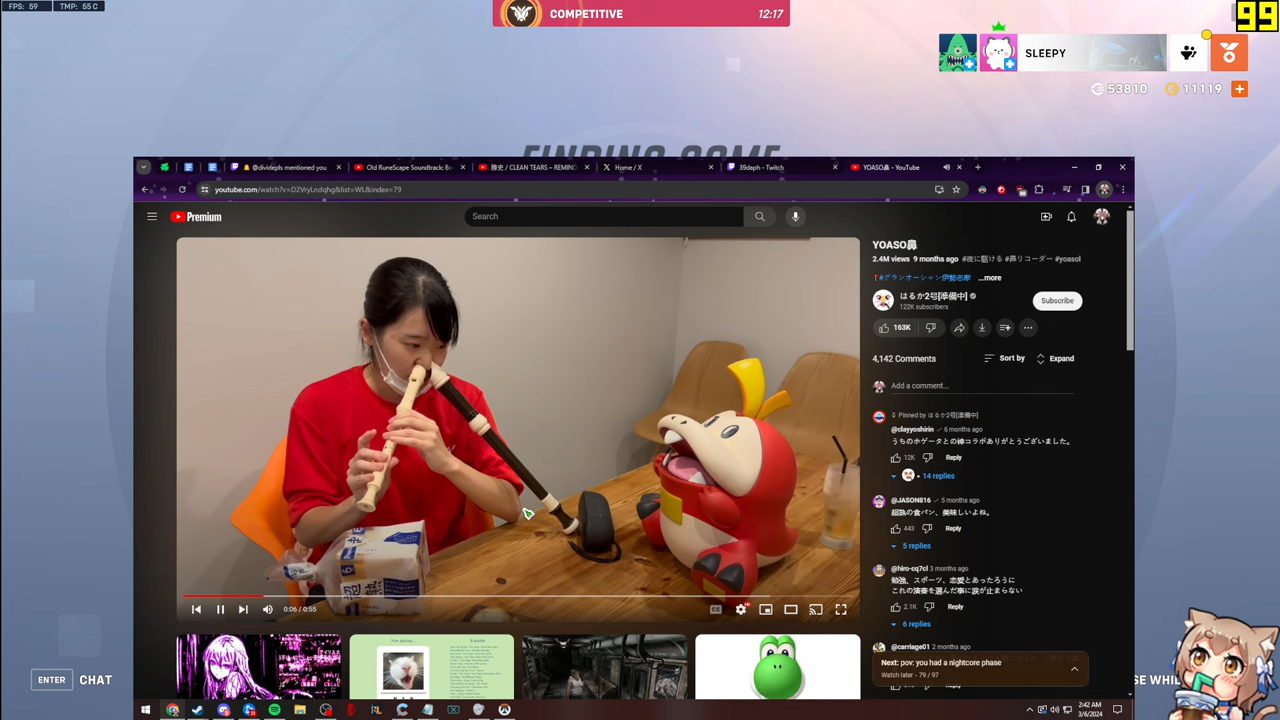 FPS: 59 TMP: 55 C
COMPETITIVE 12:17
99
SLEEPY
53810 11119
@dividepls mentioned you
Old RuneScape Soundtrack: B
/ CLEAN TEARS – REMIND
Home / X
39daph - Twitch
YOASO鼻 - YouTube
youtube.com/watch?v=D2VryLndqhg&list=WL&index=79
Premium
Search
YOASO鼻
2.4M views 9 months ago #夜に駆ける #鼻リコーダー #yoasoI
#グランオーシャン伊勢志摩 ...more
はるか2号[準備中]
122K subscribers
Subscribe
163K
4,142 Comments Sort by Expand
Add a comment...
Pinned by はるか2号[準備中]
@clayyoshirin 6 months ago
うちのホゲータとの神コラボありがとうございました。
12K Reply
14 replies
@JASON816 5 months ago
超熟の食パン、美味しいよね。
443 Reply
5 replies
@hiro-cq7cl 3 months ago
勉強、スポーツ、恋愛とあったろうに
これの演奏を選んだ事に涙が止まらない
2.1K Reply
6 replies
@carriage01 2 months ago
Next: pov: you had a nightcore phase
Watch later - 79 / 97
0:06 / 0:55
ENTER CHAT
2:42 AM
3/6/2024